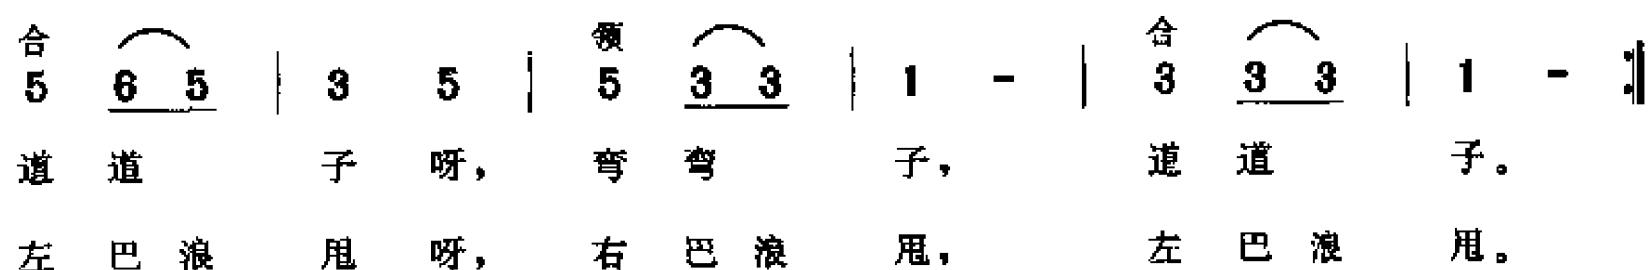 合 领 合
5 6 5 | 3 5 | 5 3 3 | 1 - | 3 3 3 | 1 - :‖
道 道 子 呀， 弯 弯 子， 道 道 子。
左 巴 浪 甩 呀， 右 巴 浪 甩， 左 巴 浪 甩。